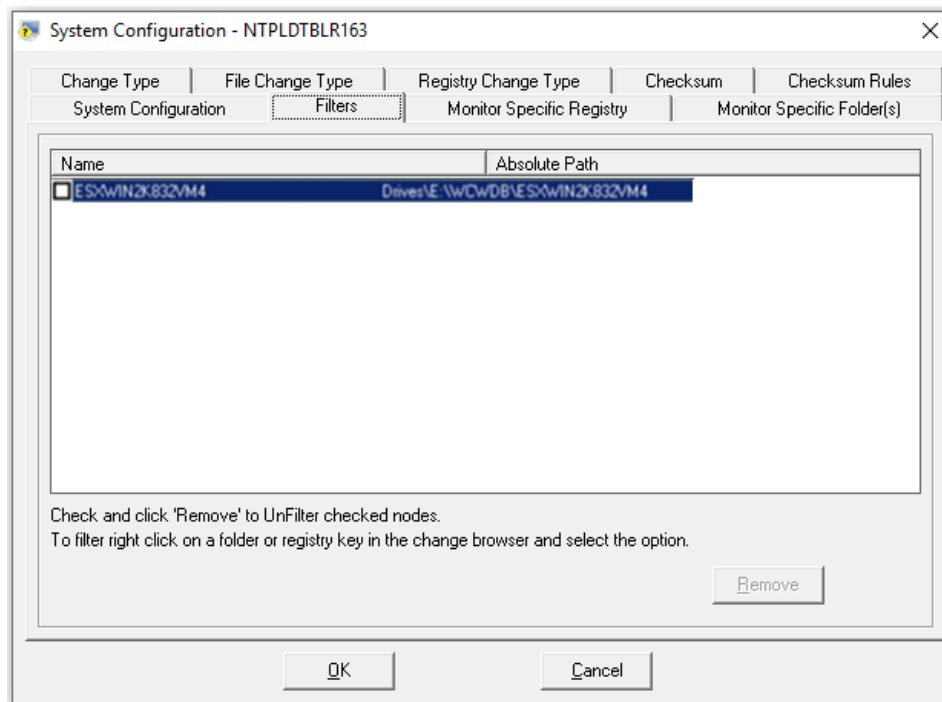 System Configuration - NTPLDTBLR163
Change Type File Change Type Registry Change Type Checksum Checksum Rules
System Configuration Filters Monitor Specific Registry Monitor Specific Folder(s)
Name Absolute Path
ESXWIN2K832VM4 Drives\E:\WCWDB\ESXWIN2K832VM4
Check and click 'Remove' to UnFilter checked nodes.
To filter right click on a folder or registry key in the change browser and select the option.
Remove
OK Cancel